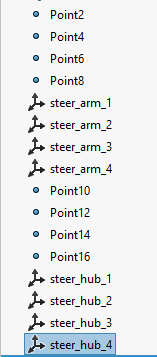 Point2
Point4
Point6
Point8
steer_arm_1
steer_arm_2
steer_arm_3
steer_arm_4
Point10
Point12
Point14
Point16
steer_hub_1
steer_hub_2
steer_hub_3
steer_hub_4